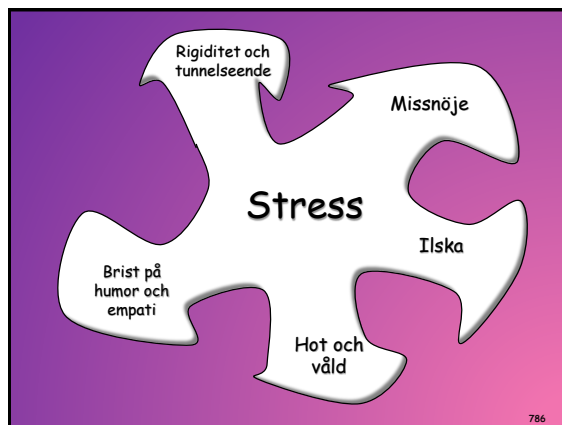 Rigiditet och
tunnelseende
Missnöje
Stress
Ilska
Brist på
humor och
empati
Hot och
våld
786